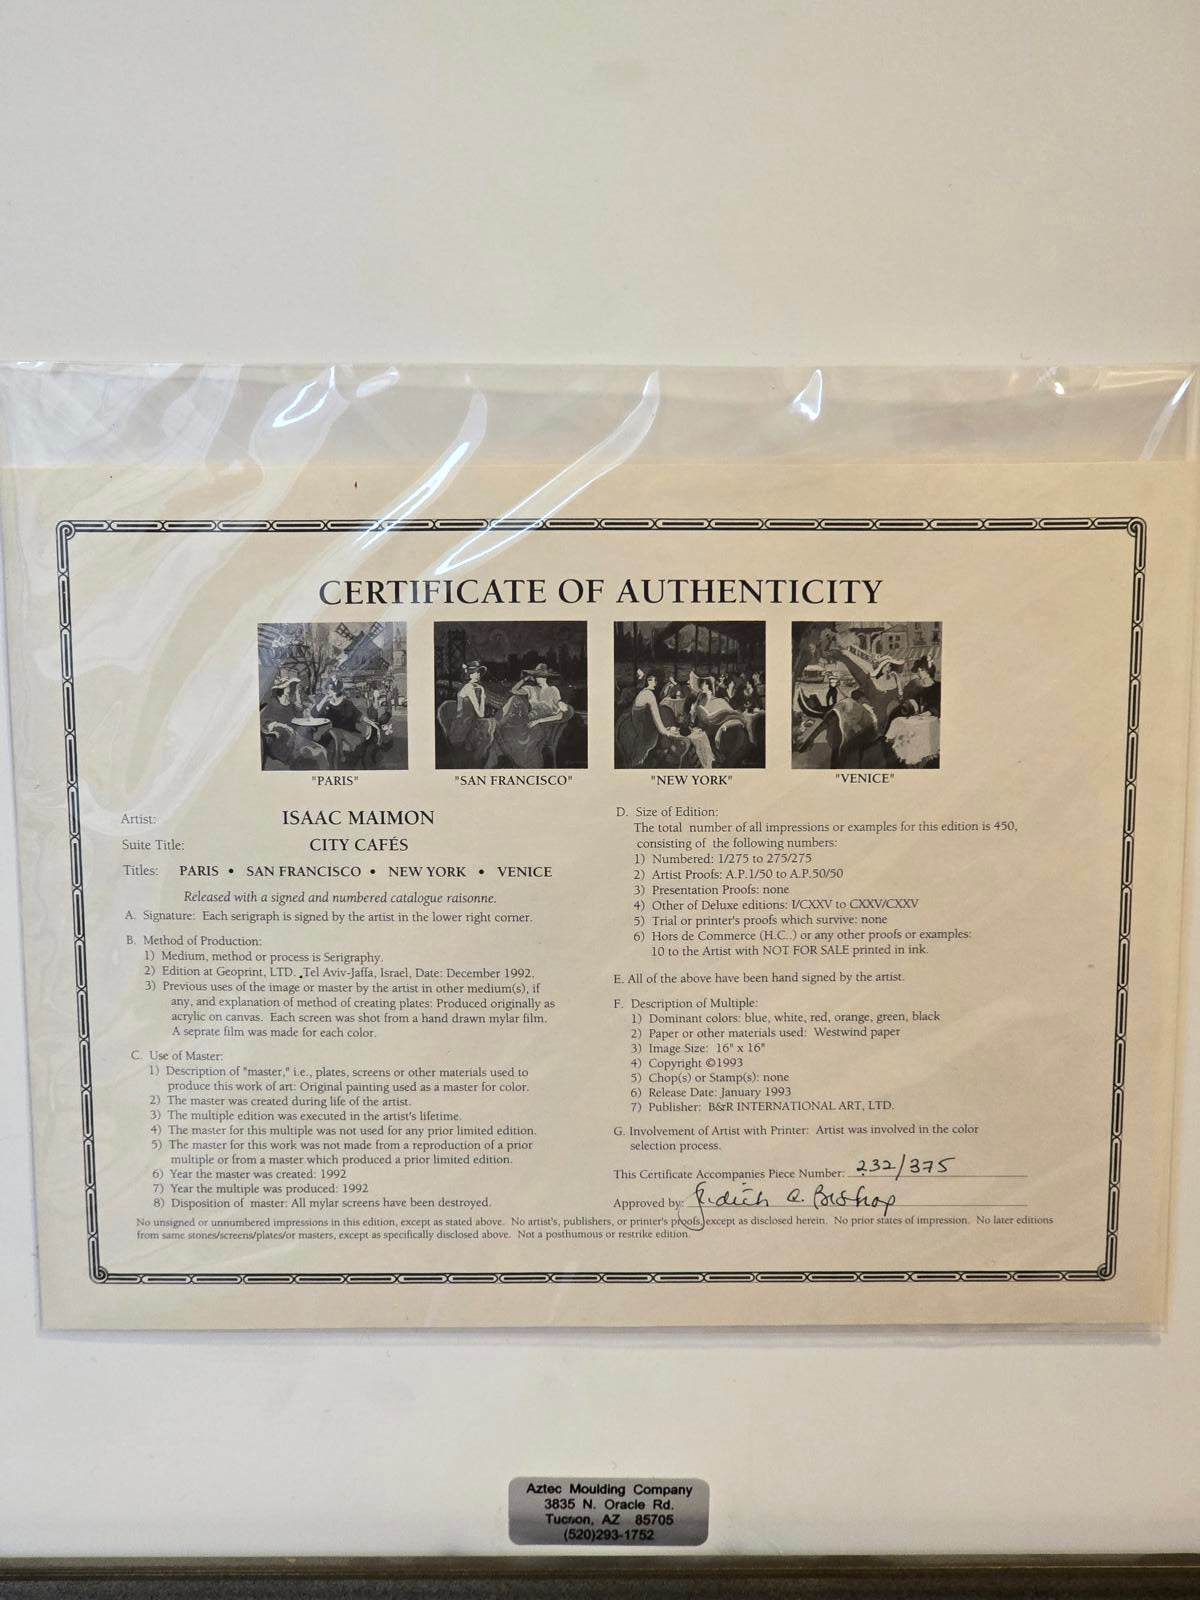 CERTIFICATE OF AUTHENTICITY
"PARIS"
"SAN FRANCISCO"
"NEW YORK"
"VENICE"
Artist: ISAAC MAIMON
Suite Title: CITY CAFÉS
Titles: PARIS • SAN FRANCISCO • NEW YORK • VENICE
Released with a signed and numbered catalogue raisonne.
A. Signature: Each serigraph is signed by the artist in the lower right corner.
B. Method of Production:
1) Medium, method or process is Serigraphy.
2) Edition at Geoprint, LTD. Tel Aviv-Jaffa, Israel, Date: December 1992.
3) Previous uses of the image or master by the artist in other medium(s), if
any, and explanation of method of creating plates: Produced originally as
acrylic on canvas. Each screen was shot from a hand drawn mylar film.
A seprate film was made for each color.
C. Use of Master:
1) Description of "master," i.e., plates, screens or other materials used to
produce this work of art: Original painting used as a master for color.
2) The master was created during life of the artist.
3) The multiple edition was executed in the artist's lifetime.
4) The master for this multiple was not used for any prior limited edition.
5) The master for this work was not made from a reproduction of a prior
multiple or from a master which produced a prior limited edition.
6) Year the master was created: 1992
7) Year the multiple was produced: 1992
8) Disposition of master: All mylar screens have been destroyed.
D. Size of Edition:
The total number of all impressions or examples for this edition is 450,
consisting of the following numbers:
1) Numbered: 1/275 to 275/275
2) Artist Proofs: A.P.1/50 to A.P.50/50
3) Presentation Proofs: none
4) Other of Deluxe editions: I/CXXV to CXXV/CXXV
5) Trial or printer's proofs which survive: none
6) Hors de Commerce (H.C..) or any other proofs or examples:
10 to the Artist with NOT FOR SALE printed in ink.
E. All of the above have been hand signed by the artist.
F. Description of Multiple:
1) Dominant colors: blue, white, red, orange, green, black
2) Paper or other materials used: Westwind paper
3) Image Size: 16" x 16"
4) Copyright ©1993
5) Chop(s) or Stamp(s): none
6) Release Date: January 1993
7) Publisher: B&R INTERNATIONAL ART, LTD.
G. Involvement of Artist with Printer: Artist was involved in the color
selection process.
This Certificate Accompanies Piece Number: 232/375
Approved by: Judith A. Bishop
No unsigned or unnumbered impressions in this edition, except as stated above. No artist's, publishers, or printer's proofs, except as disclosed herein. No prior states of impression. No later editions
from same stones/screens/plates/or masters, except as specifically disclosed above. Not a posthumous or restrike edition.
Aztec Moulding Company
3835 N. Oracle Rd.
Tucson, AZ 85705
(520)293-1752